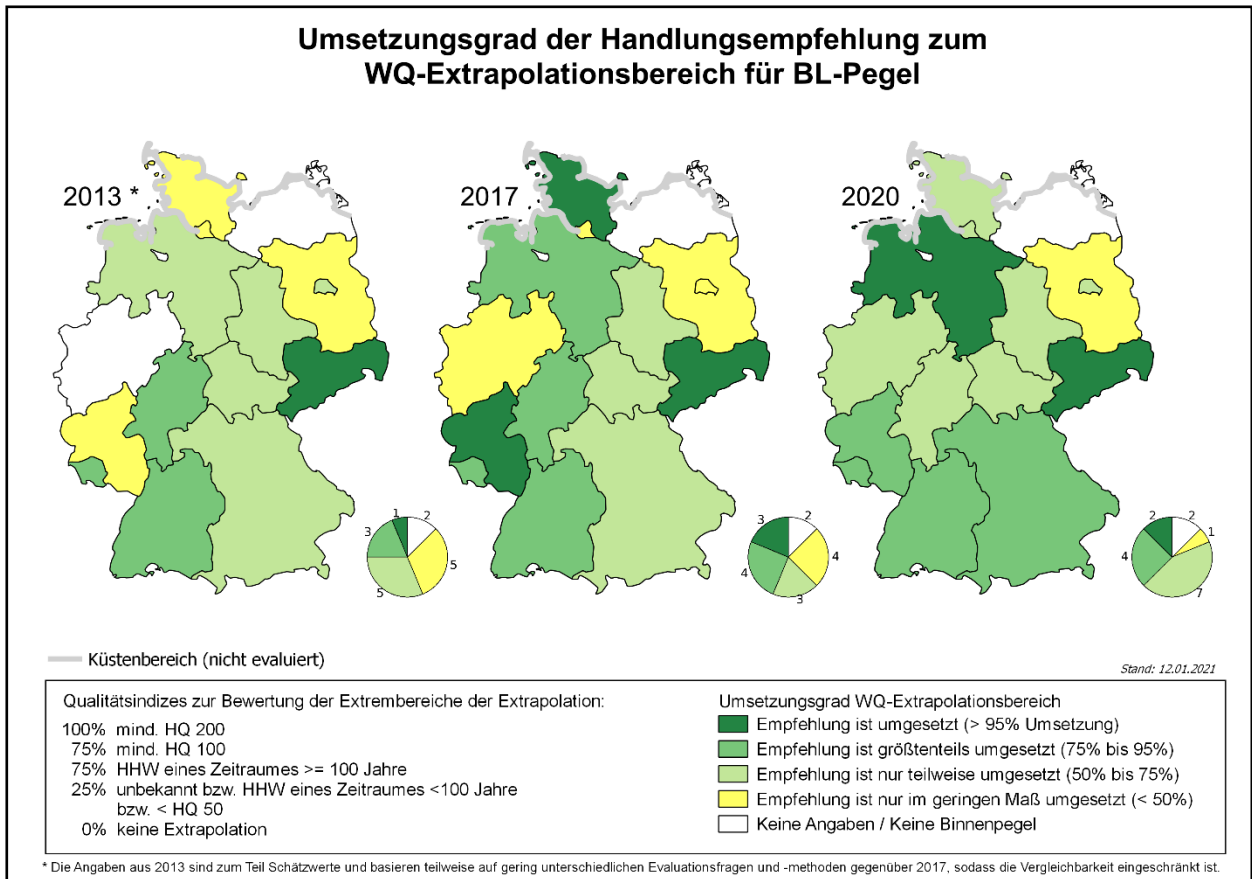 Umsetzungsgrad der Handlungsempfehlung zum
WQ-Extrapolationsbereich für BL-Pegel
2013 *
2017
2020
1
2
3
5
5
3
2
4
4
3
2
2
1
4
7
Küstenbereich (nicht evaluiert)
Stand: 12.01.2021
Qualitätsindizes zur Bewertung der Extrembereiche der Extrapolation:
100% mind. HQ 200
75% mind. HQ 100
75% HHW eines Zeitraumes >= 100 Jahre
25% unbekannt bzw. HHW eines Zeitraumes <100 Jahre
bzw. < HQ 50
0% keine Extrapolation
Umsetzungsgrad WQ-Extrapolationsbereich
Empfehlung ist umgesetzt (> 95% Umsetzung)
Empfehlung ist größtenteils umgesetzt (75% bis 95%)
Empfehlung ist nur teilweise umgesetzt (50% bis 75%)
Empfehlung ist nur im geringen Maß umgesetzt (< 50%)
Keine Angaben / Keine Binnenpegel
* Die Angaben aus 2013 sind zum Teil Schätzwerte und basieren teilweise auf gering unterschiedlichen Evaluationsfragen und -methoden gegenüber 2017, sodass die Vergleichbarkeit eingeschränkt ist.